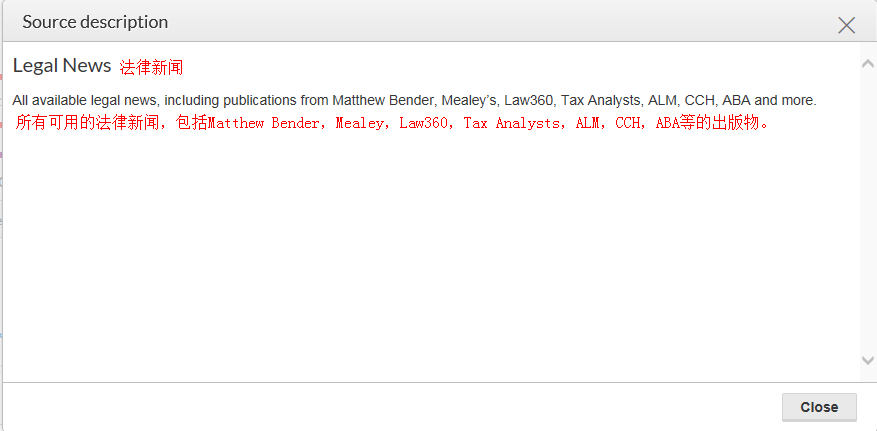 Source description
Legal News 法律新闻
All available legal news, including publications from Matthew Bender, Mealey's, Law360, Tax Analysts, ALM, CCH, ABA and more.
所有可用的法律新闻，包括Matthew Bender，Mealey，Law360，Tax Analysts，ALM，CCH，ABA等的出版物。
Close